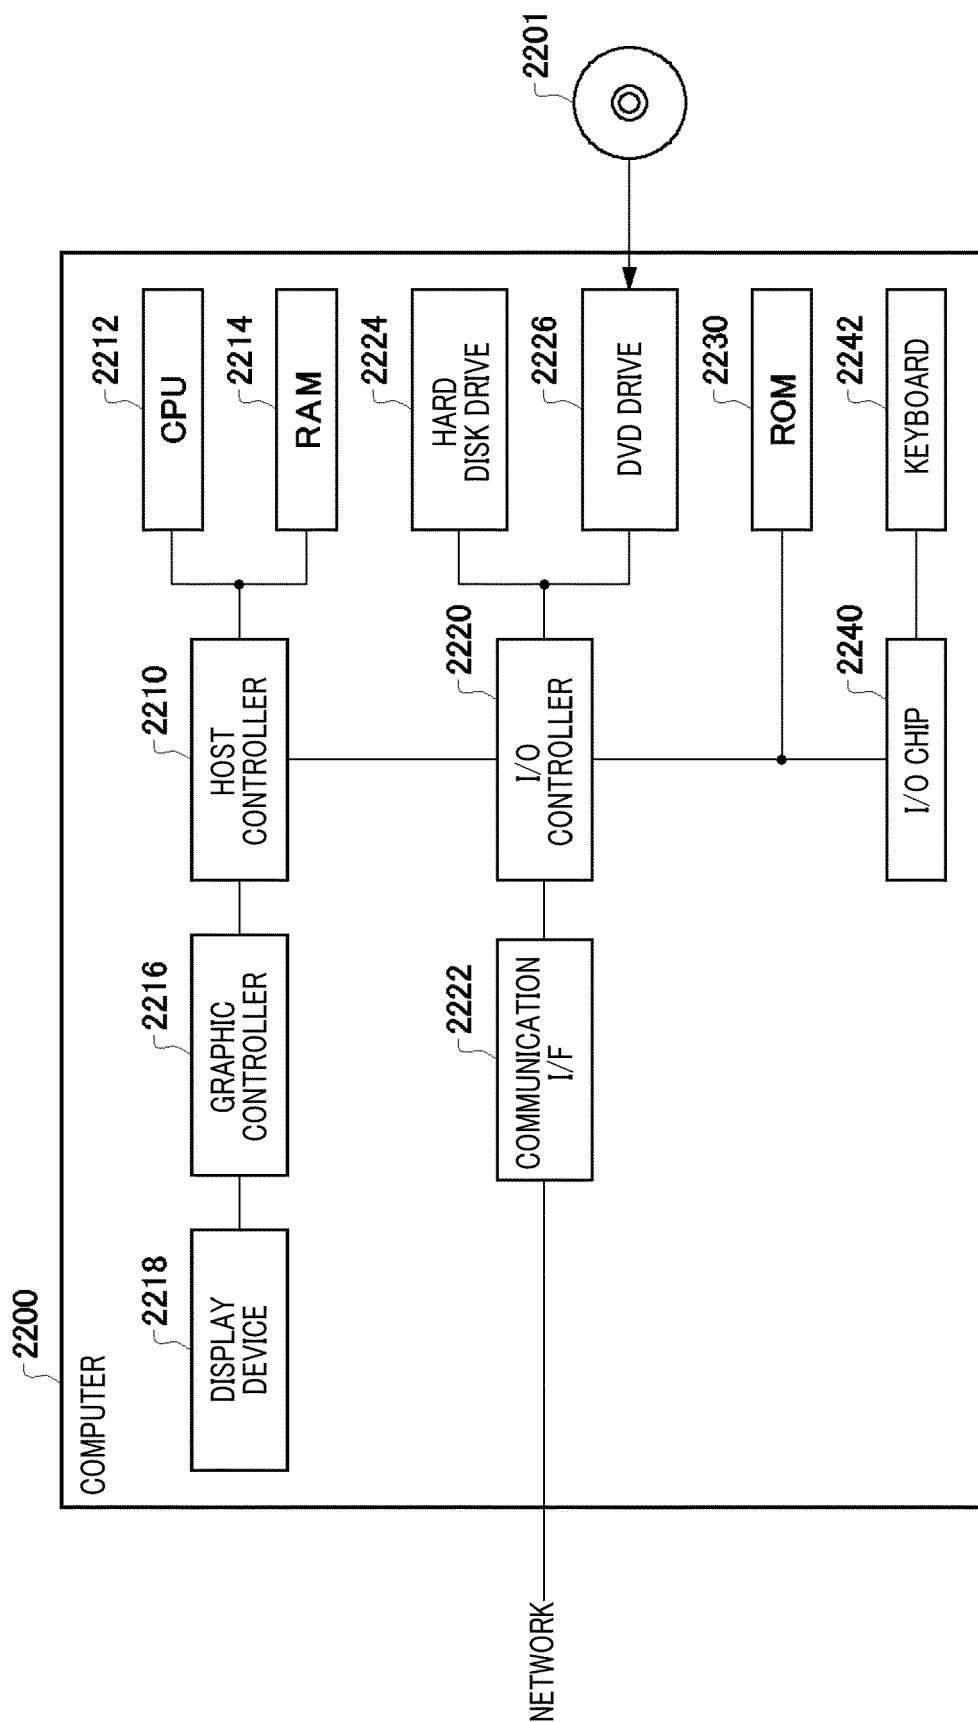 2200
COMPUTER
2218
DISPLAY
DEVICE
2216
GRAPHIC
CONTROLLER
2210
HOST
CONTROLLER
2212
CPU
2214
RAM
2224
HARD
DISK DRIVE
2201
NETWORK
2222
COMMUNICATION
I/F
2220
I/O
CONTROLLER
2226
DVD DRIVE
2230
ROM
2240
I/O CHIP
2242
KEYBOARD